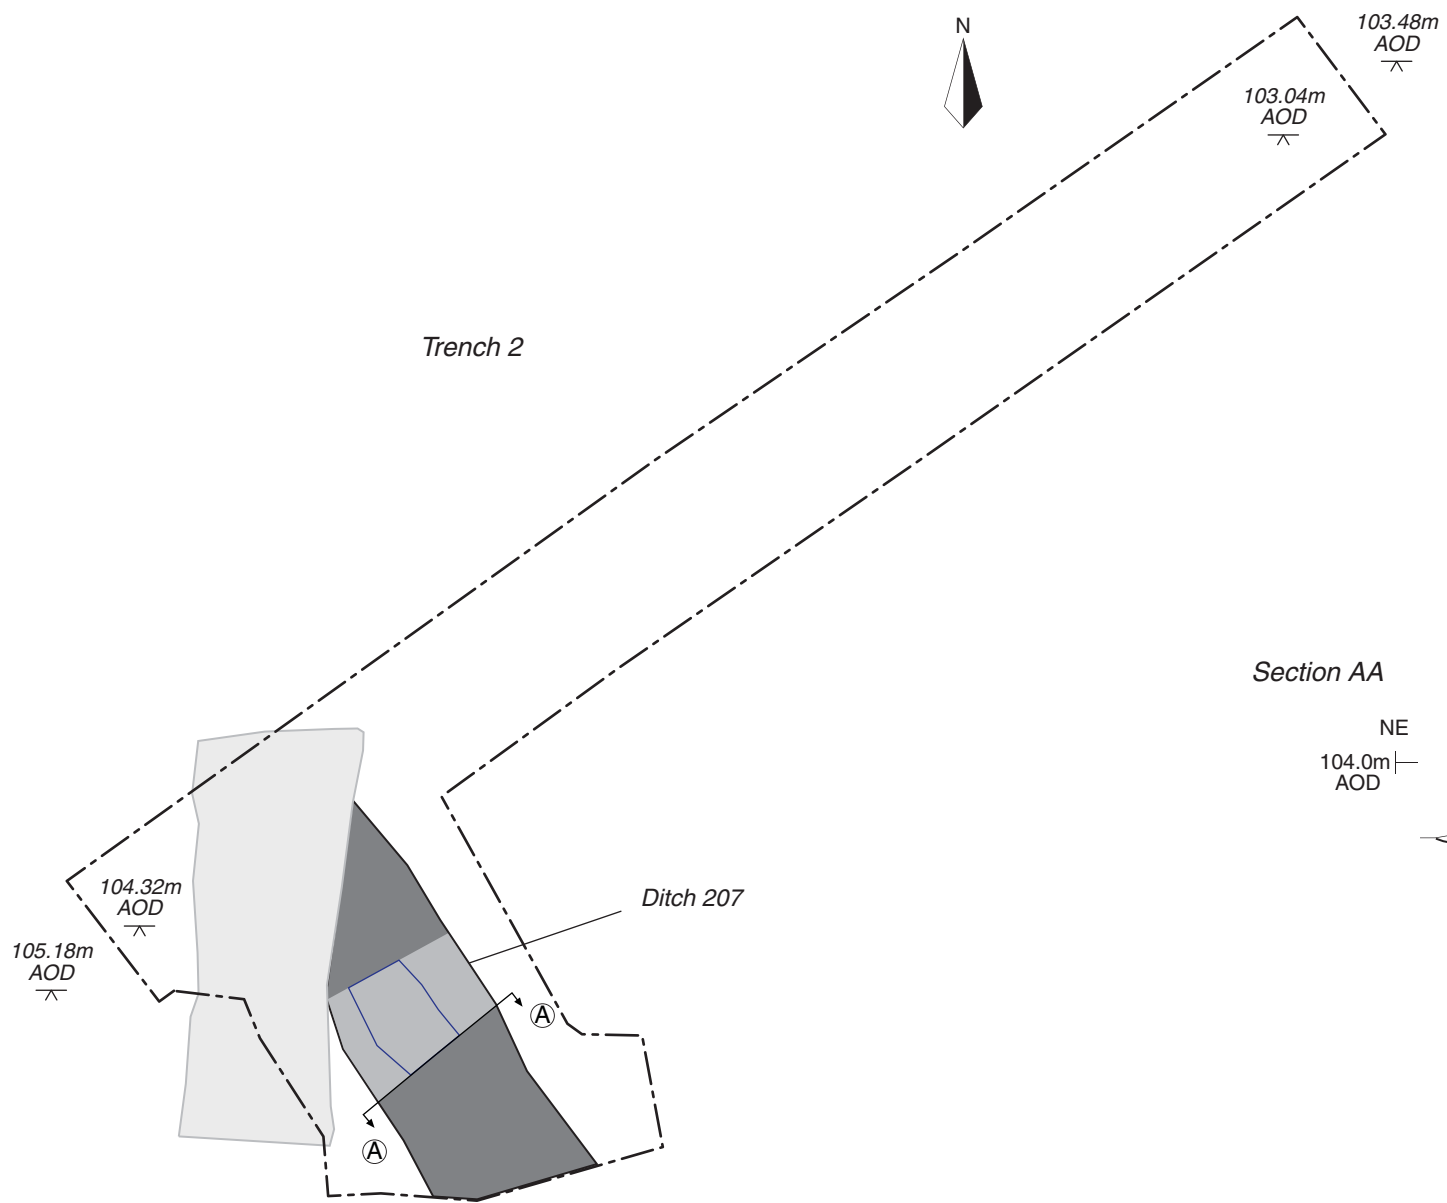 N
103.48m
AOD
103.04m
AOD
Trench 2
Section AA
NE
104.0m
AOD
Ditch 207
104.32m
AOD
105.18m
AOD
A
A